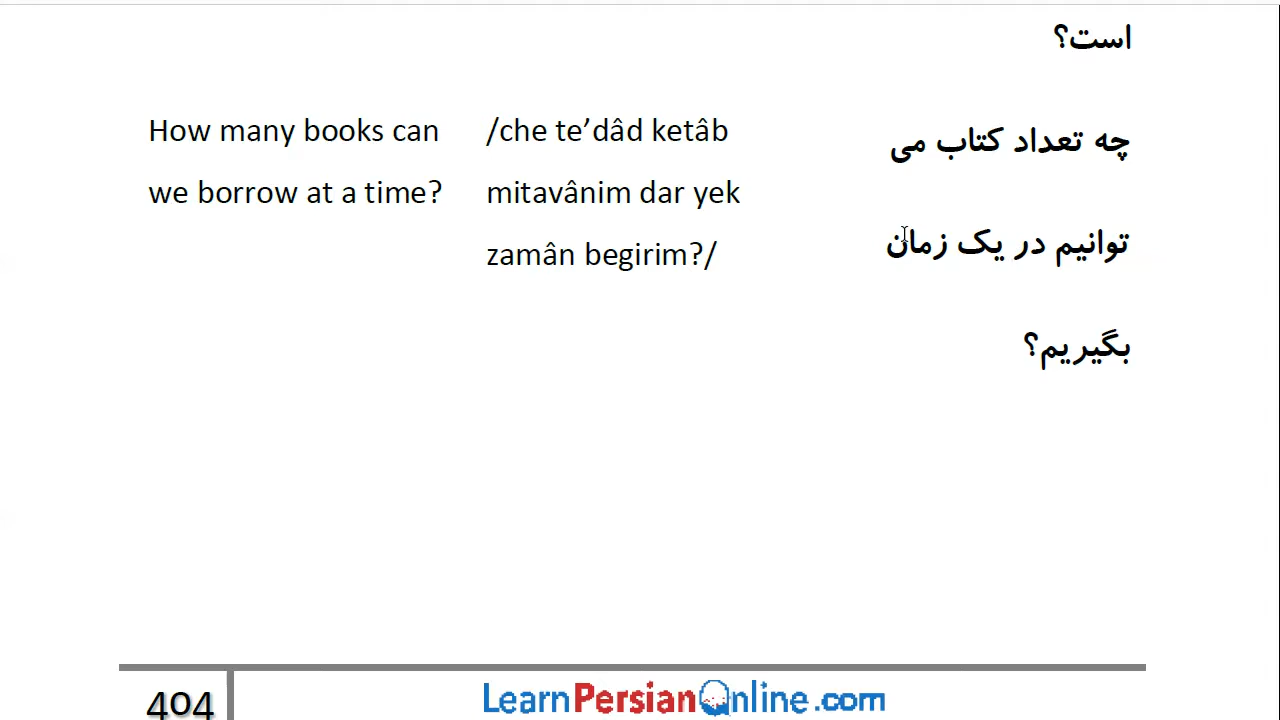 است؟
How many books can /che te’dâd ketâb چه تعداد کتاب می
we borrow at a time? mitavânim dar yek توانیم در یک زمان
zamân begirim?/
بگیریم؟
404 LearnPersianOnline.com